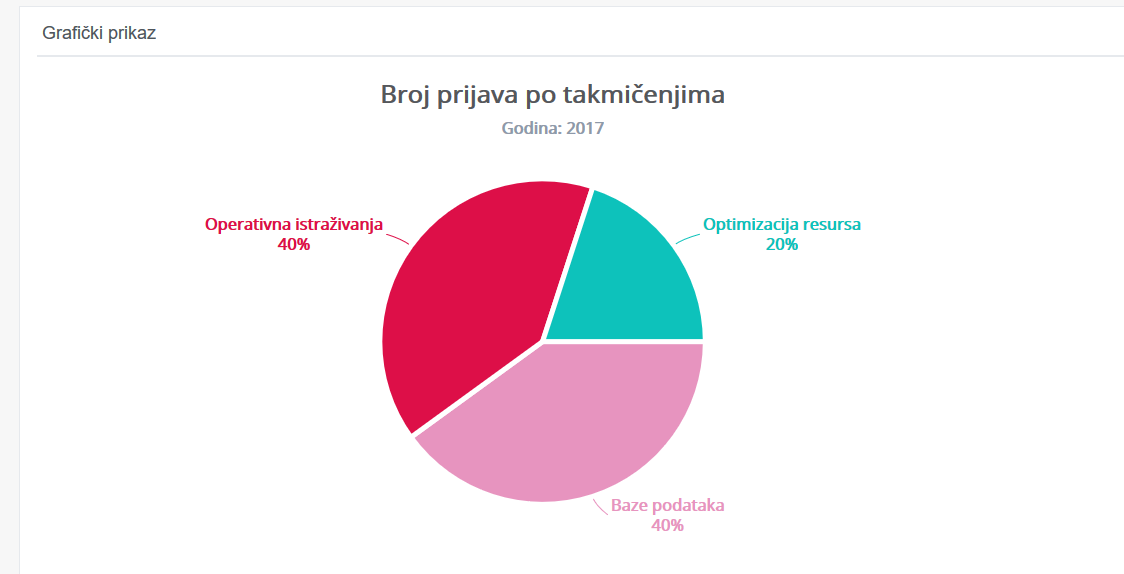 Grafički prikaz
Broj prijava po takmičenjima
Godina: 2017
Operativna istraživanja
40%
Optimizacija resursa
20%
Baze podataka
40%